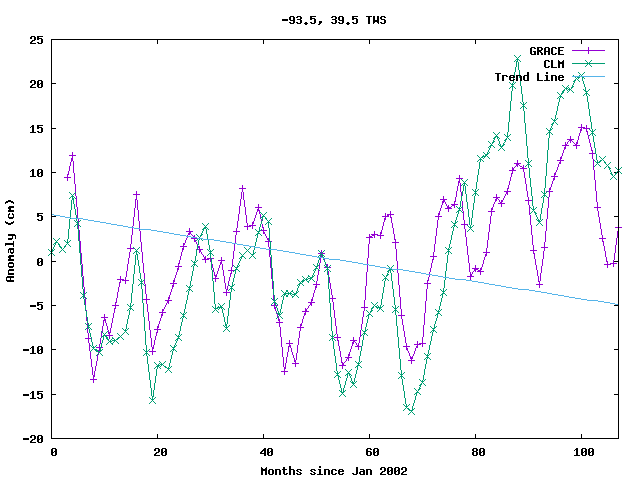 -93.5, 39.5 TWS
GRACE
CLM
Trend Line
25
20
15
10
5
0
-5
-10
-15
-20
Anomaly (cm)
0 20 40 60 80 100
Months since Jan 2002